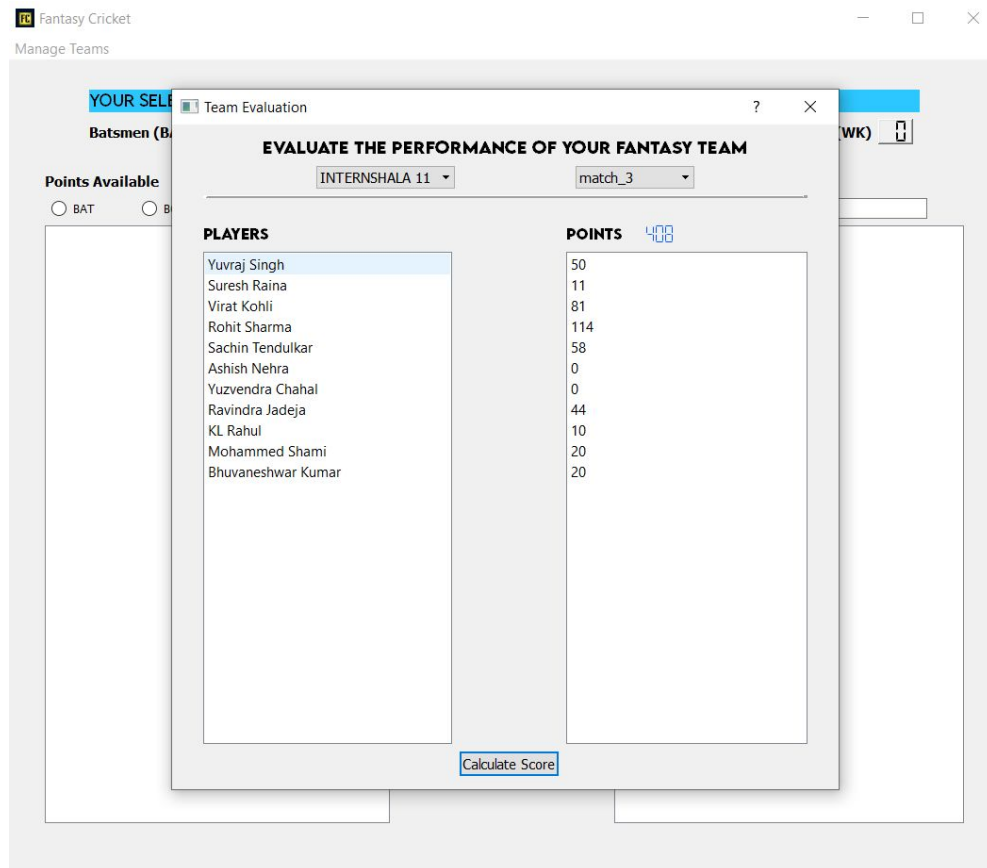 FC Fantasy Cricket
Manage Teams
YOUR SELE
Batsmen (B
(WK) 0
Points Available
BAT
Team Evaluation ?
EVALUATE THE PERFORMANCE OF YOUR FANTASY TEAM
INTERNSHALA 11 match_3
PLAYERS POINTS 408
Yuvraj Singh 50
Suresh Raina 11
Virat Kohli 81
Rohit Sharma 114
Sachin Tendulkar 58
Ashish Nehra 0
Yuzvendra Chahal 0
Ravindra Jadeja 44
KL Rahul 10
Mohammed Shami 20
Bhuvaneshwar Kumar 20
Calculate Score